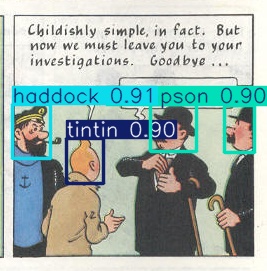 Childishly simple, in fact. But
now we must leave you to your
investigations. Goodbye ...
haddock 0.91 pson 0.90
tintin 0.90